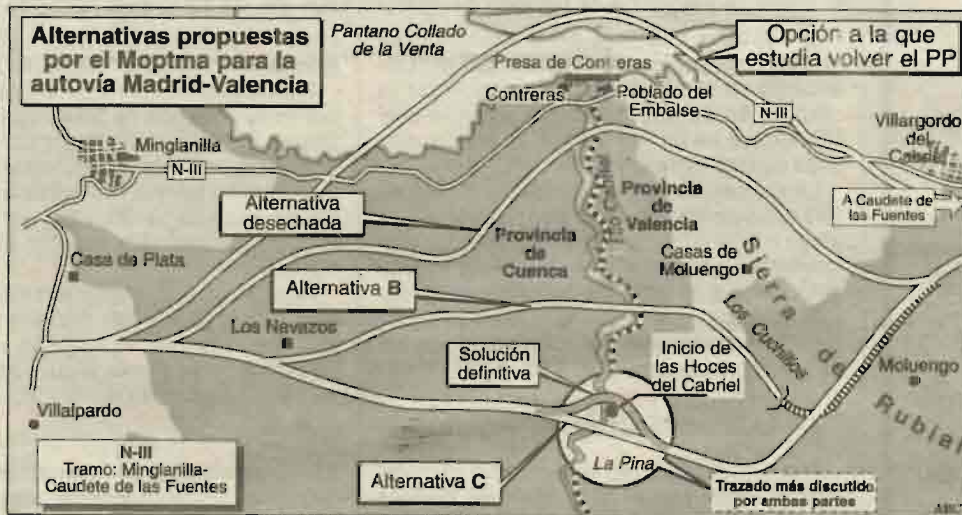 Alternativas propuestas
por el Moptma para la
autovía Madrid-Valencia
Pantano Collado
de la Venta
Opción a la que
estudia volver el PP
Presa de Contreras
Contreras
Poblado del
Embalse
N-III
Villargordo
del
Cabriel
Minglanilla
N-III
A Caudete de
las Fuentes
Alternativa
desechada
Río Cabriel
Provincia
de
Valencia
Provincia
de
Cuenca
Casas de
Moluengo
Casa de Plata
Alternativa B
Sierra
de
Rubial
Los Cuchillos
Los Navazos
Solución
definitiva
Inicio de
las Hoces
del Cabriel
Moluengo
Villalpardo
N-III
Tramo: Minglanilla-
Caudete de las Fuentes
Alternativa C
La Pina
Trazado más discutido
por ambas partes
ABC